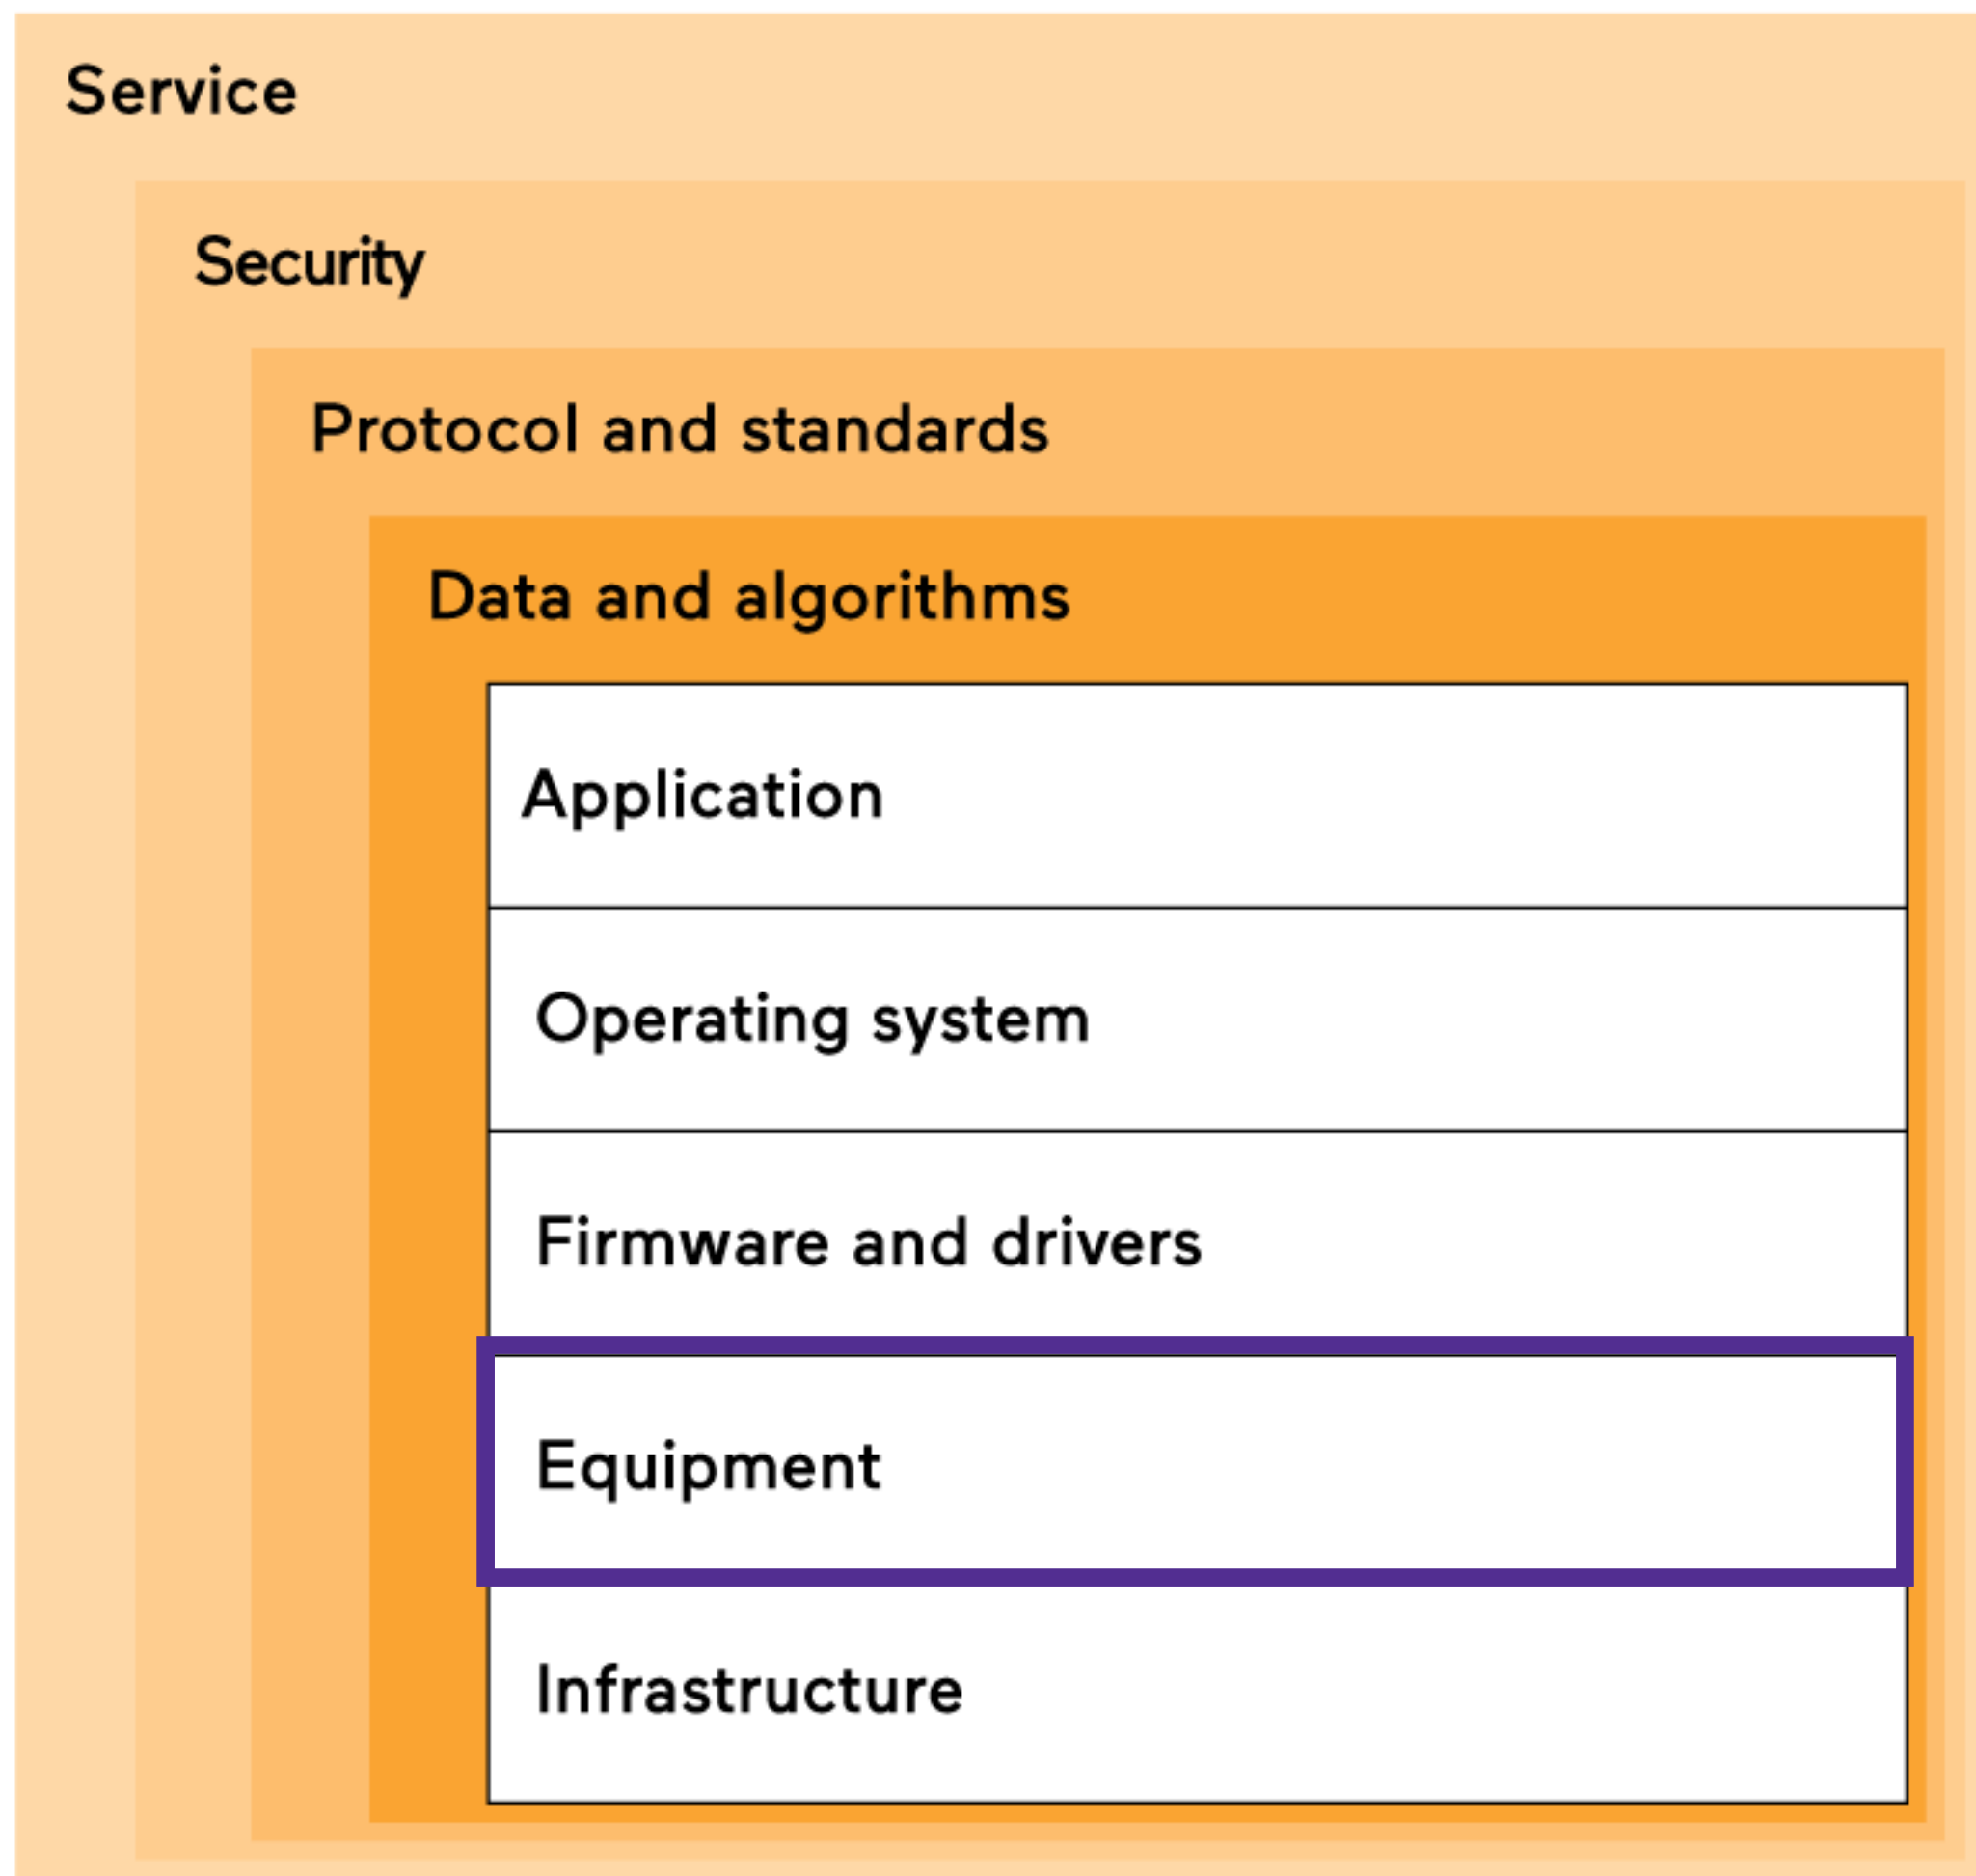 Service
Security
Protocol and standards
Data and algorithms
Application
Operating system
Firmware and drivers
Equipment
Infrastructure